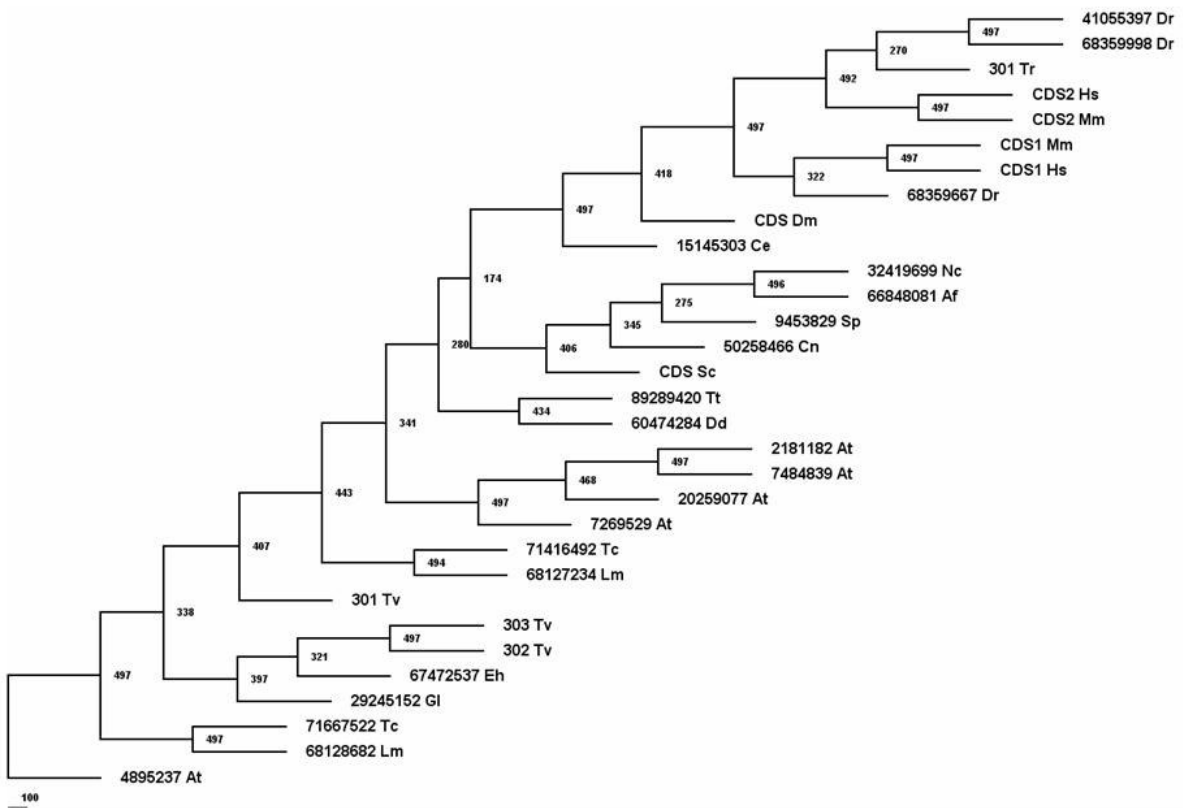 41055397 Dr
497
68359998 Dr
270
301 Tr
492
CDS2 Hs
497
CDS2 Mm
497
CDS1 Mm
497
CDS1 Hs
418
322
68359667 Dr
497
CDS Dm
15145303 Ce
32419699 Nc
174
496
66848081 Af
275
9453829 Sp
345
50258466 Cn
280
406
CDS Sc
89289420 Tt
434
60474284 Dd
341
2181182 At
497
7484839 At
468
20259077 At
443
497
7269529 At
407
71416492 Tc
494
68127234 Lm
301 Tv
338
303 Tv
497
302 Tv
321
67472537 Eh
497
397
29245152 Gl
71667522 Tc
497
68128682 Lm
4895237 At
100